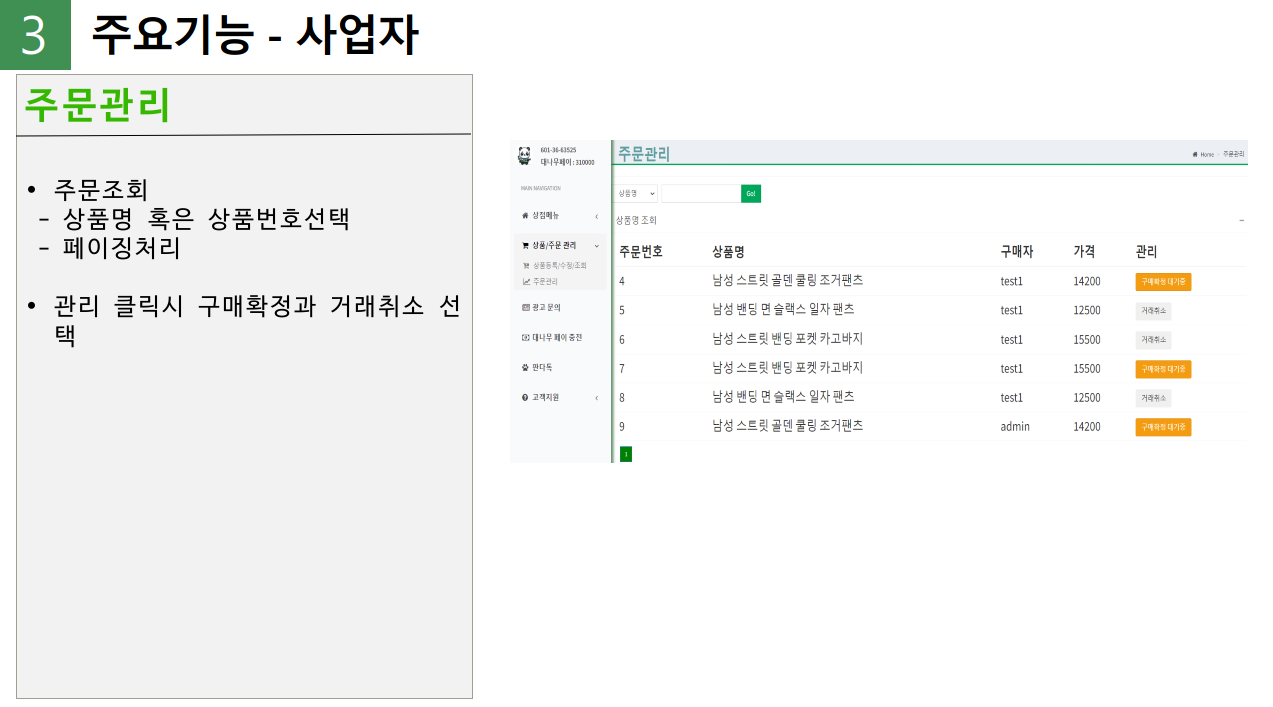 3
주요기능 - 사업자
주문관리
• 주문조회
- 상품명 혹은 상품번호선택
- 페이징처리
• 관리 클릭시 구매확정과 거래취소 선
택
601-36-63525
대나무페이 : 310000
MAIN NAVIGATION
상점메뉴
상품/주문 관리
상품등록/수정/조회
주문관리
광고 문의
대나무 페이 충전
판다톡
고객지원
주문관리
Home 주문관리
상품명 Go!
상품명 조회
주문번호 상품명 구매자 가격 관리
4 남성 스트릿 골덴 쿨링 조거팬츠 test1 14200 구매확정 대기중
5 남성 밴딩 면 슬랙스 일자 팬츠 test1 12500 거래취소
6 남성 스트릿 밴딩 포켓 카고바지 test1 15500 거래취소
7 남성 스트릿 밴딩 포켓 카고바지 test1 15500 구매확정 대기중
8 남성 밴딩 면 슬랙스 일자 팬츠 test1 12500 거래취소
9 남성 스트릿 골덴 쿨링 조거팬츠 admin 14200 구매확정 대기중
1